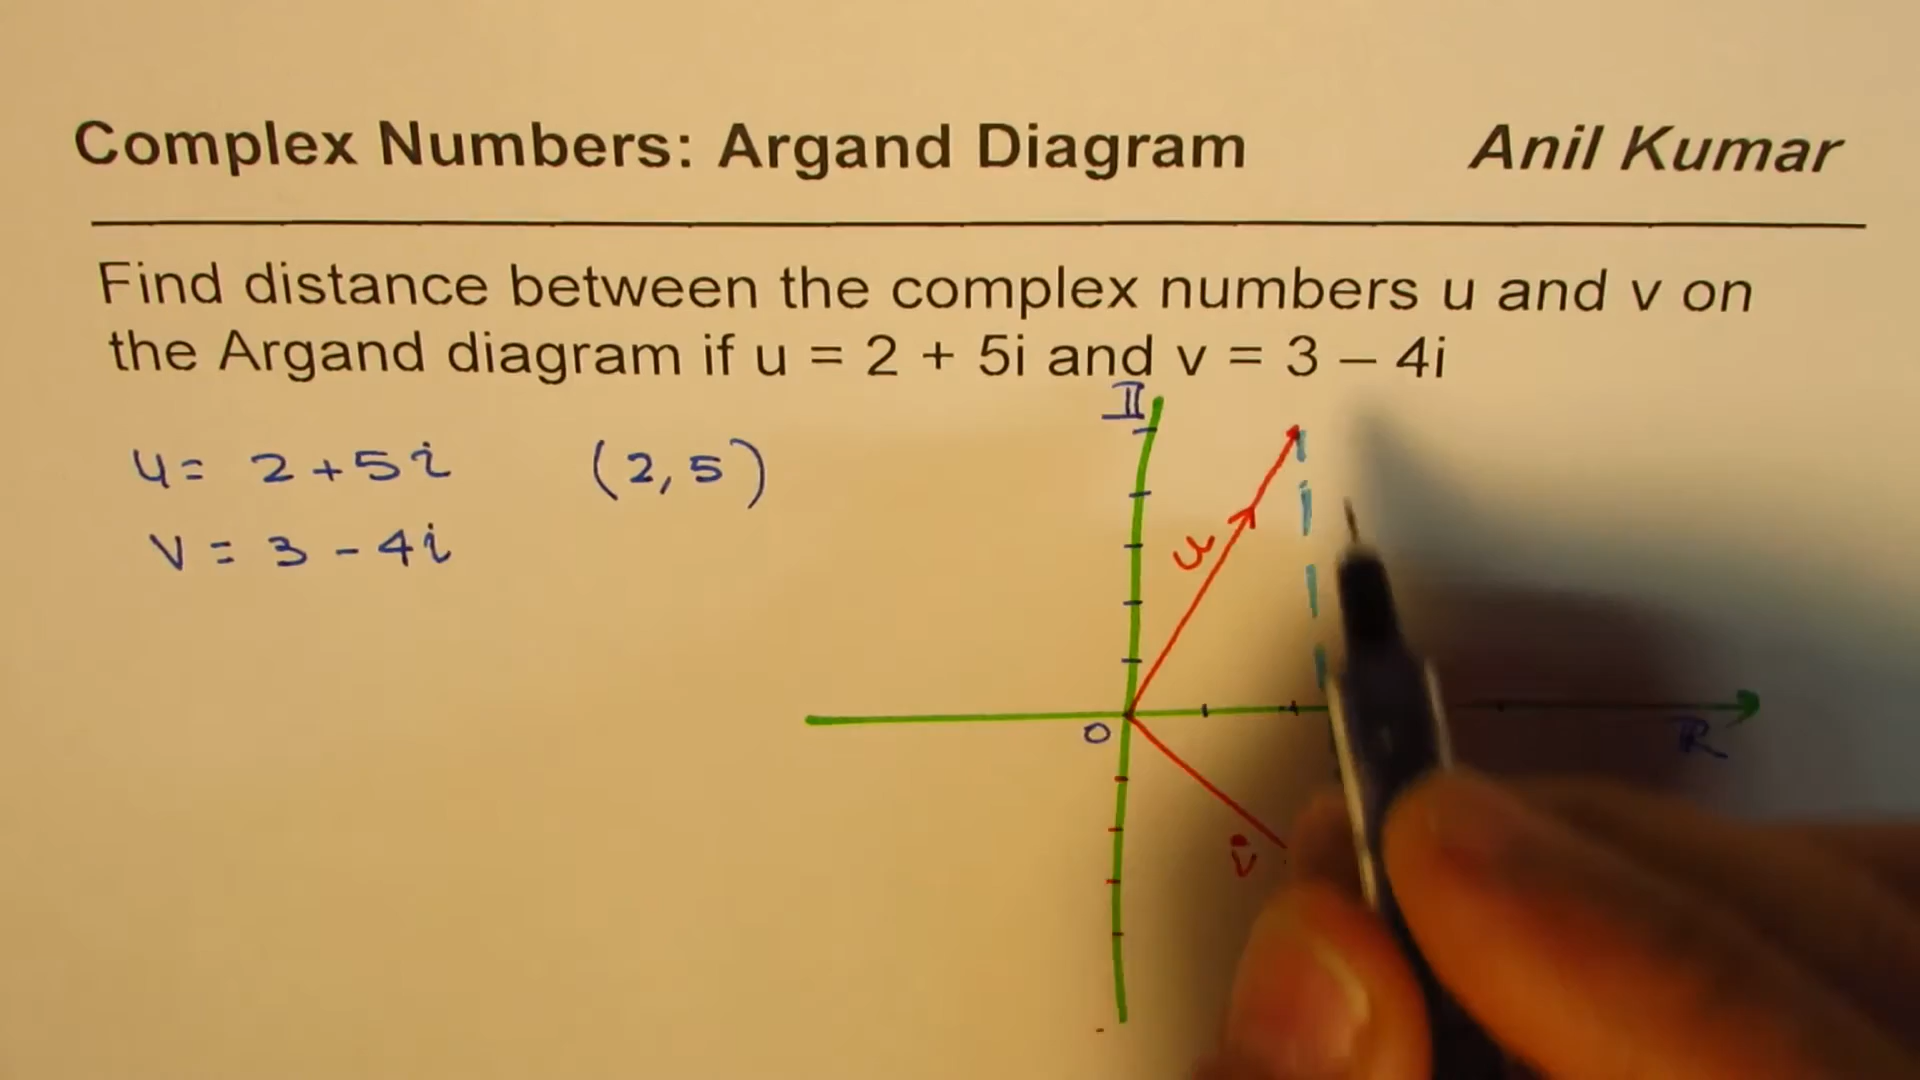 Complex Numbers: Argand Diagram Anil Kumar
Find distance between the complex numbers u and v on
the Argand diagram if u = 2 + 5i and v = 3 – 4i
II
u = 2 + 5i (2, 5)
v = 3 - 4i
u
O
R
v